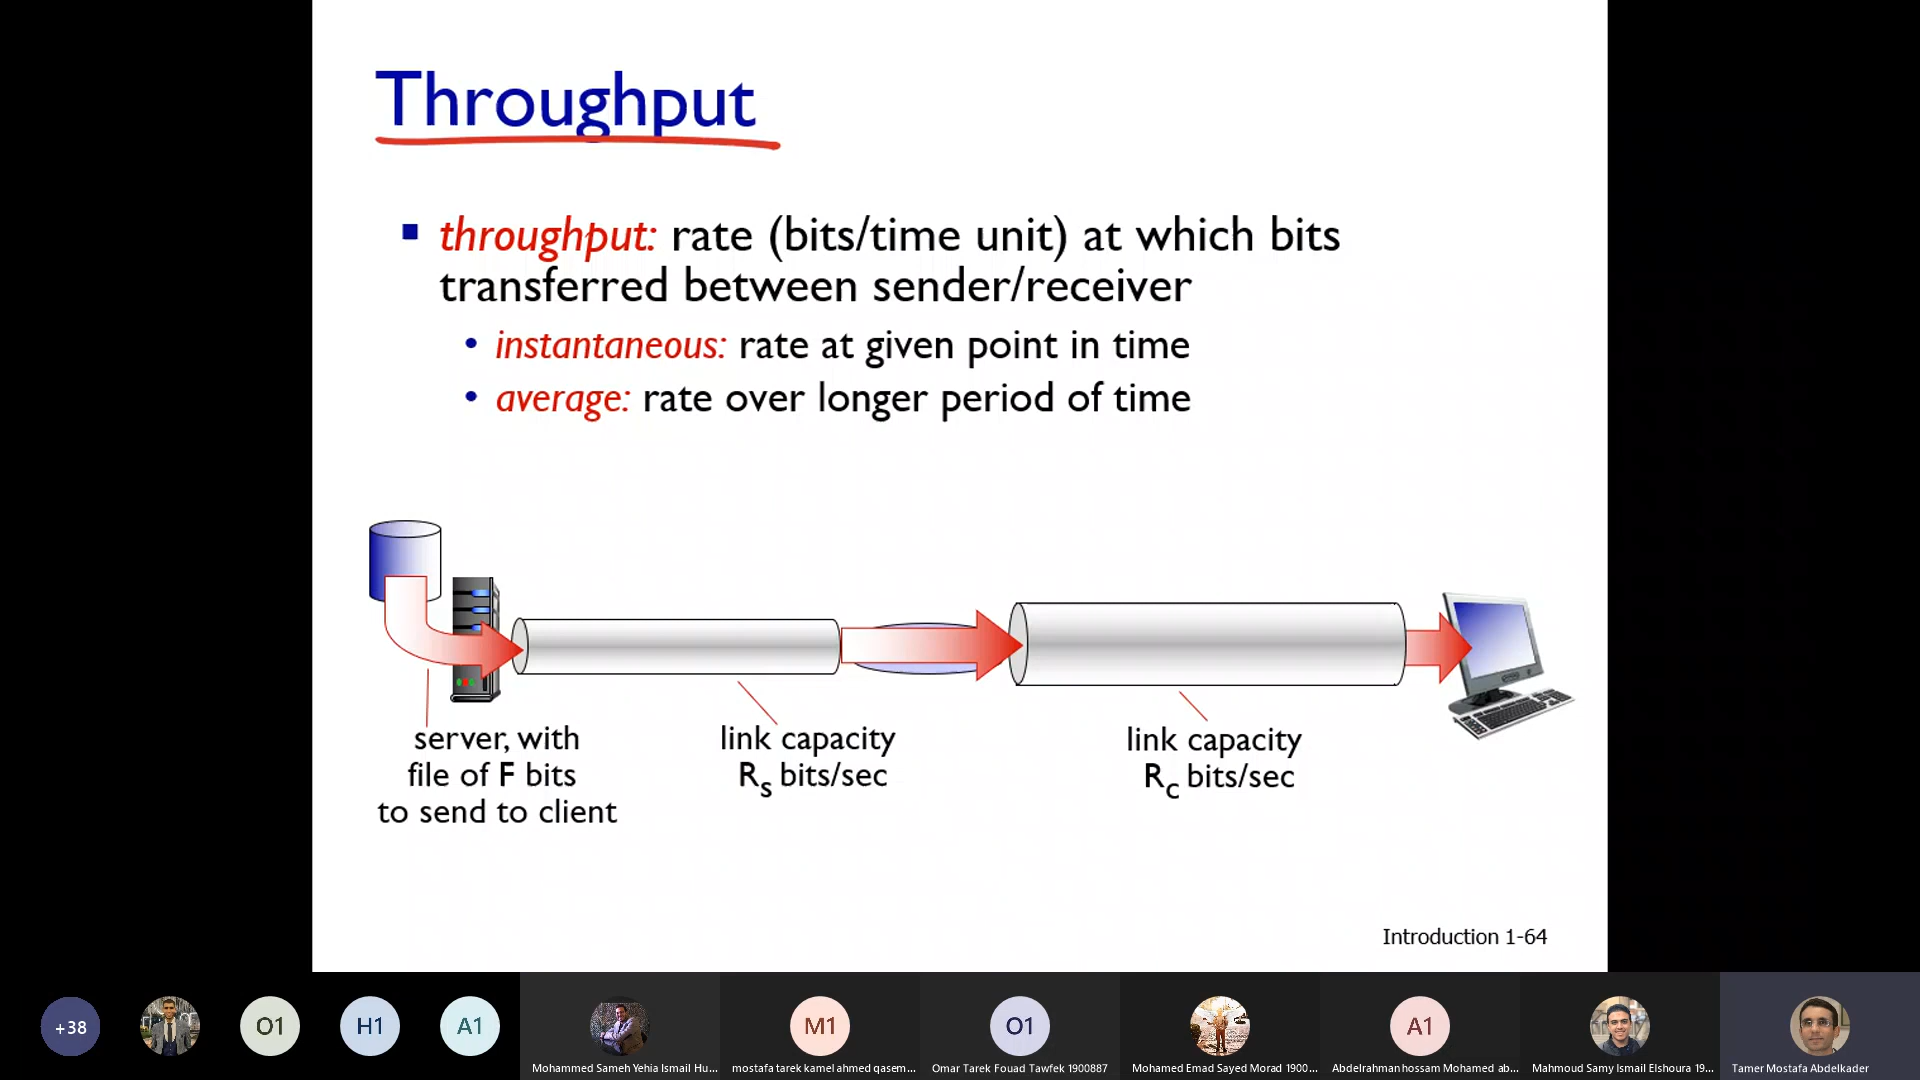 Throughput
▪ throughput: rate (bits/time unit) at which bits
transferred between sender/receiver
• instantaneous: rate at given point in time
• average: rate over longer period of time
server, with
file of F bits
to send to client
link capacity
Rs bits/sec
link capacity
Rc bits/sec
Introduction 1-64
+38
O1
H1
A1
M1
O1
A1
Mohammed Sameh Yehia Ismail Hu...
mostafa tarek kamel ahmed qasem...
Omar Tarek Fouad Tawfek 1900887
Mohamed Emad Sayed Morad 1900...
Abdelrahman hossam Mohamed ab...
Mahmoud Samy Ismail Elshoura 19...
Tamer Mostafa Abdelkader